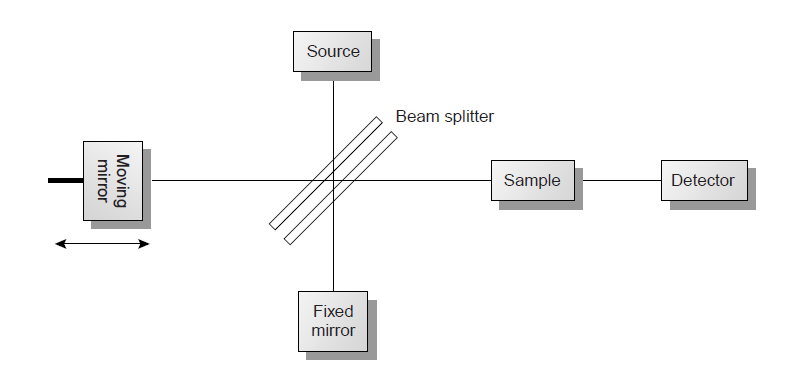 Source
Beam splitter
Moving
mirror
Sample
Detector
Fixed
mirror